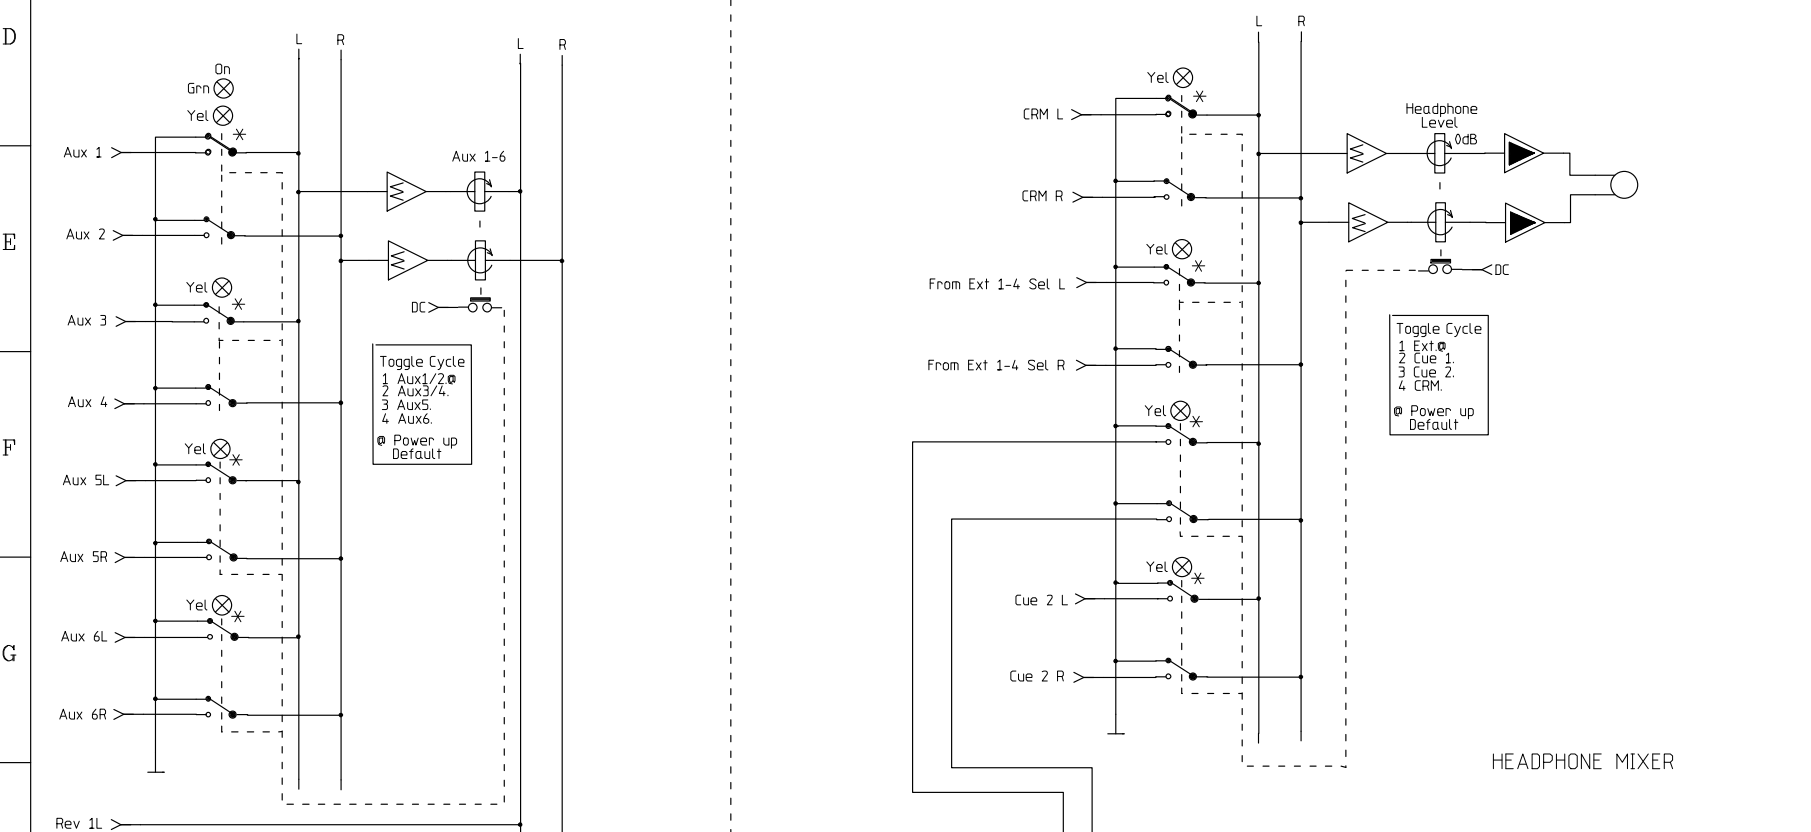 D
E
F
G
L
R
L
R
On
Grn
Yel
*
Aux 1
Aux 2
Yel
*
Aux 3
Aux 4
Yel
*
Aux 5L
Aux 5R
Yel
*
Aux 6L
Aux 6R
Rev 1L
Aux 1-6
DC
Toggle Cycle
1 Aux1/2.@
2 Aux3/4.
3 Aux5.
4 Aux6.
@ Power up
Default
L
R
Yel
*
CRM L
CRM R
Yel
*
From Ext 1-4 Sel L
From Ext 1-4 Sel R
Yel
*
Yel
*
Cue 2 L
Cue 2 R
Headphone
Level
0dB
DC
Toggle Cycle
1 Ext.@
2 Cue 1.
3 Cue 2.
4 CRM.
@ Power up
Default
HEADPHONE MIXER